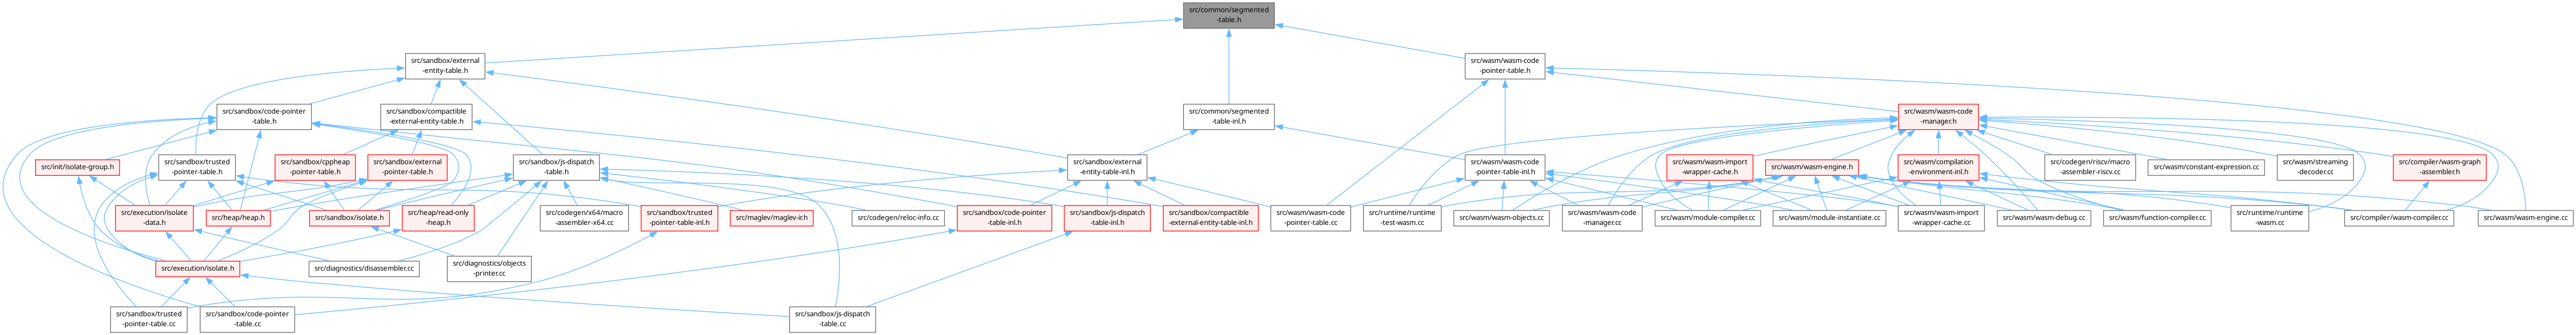 src/common/segmented
-table.h
src/sandbox/external
-entity-table.h
src/wasm/wasm-code
-pointer-table.h
src/sandbox/code-pointer
-table.h
src/sandbox/compactible
-external-entity-table.h
src/common/segmented
-table-inl.h
src/wasm/wasm-code
-manager.h
src/init/isolate-group.h
src/sandbox/trusted
-pointer-table.h
src/sandbox/cppheap
-pointer-table.h
src/sandbox/external
-pointer-table.h
src/sandbox/js-dispatch
-table.h
src/sandbox/external
-entity-table-inl.h
src/wasm/wasm-code
-pointer-table-inl.h
src/wasm/wasm-import
-wrapper-cache.h
src/wasm/wasm-engine.h
src/wasm/compilation
-environment-inl.h
src/codegen/riscv/macro
-assembler-riscv.cc
src/wasm/constant-expression.cc
src/wasm/streaming
-decoder.cc
src/compiler/wasm-graph
-assembler.h
src/execution/isolate
-data.h
src/heap/heap.h
src/sandbox/isolate.h
src/heap/read-only
-heap.h
src/codegen/x64/macro
-assembler-x64.cc
src/sandbox/trusted
-pointer-table-inl.h
src/maglev/maglev-ir.h
src/codegen/reloc-info.cc
src/sandbox/code-pointer
-table-inl.h
src/sandbox/js-dispatch
-table-inl.h
src/sandbox/compactible
-external-entity-table-inl.h
src/wasm/wasm-code
-pointer-table.cc
src/runtime/runtime
-test-wasm.cc
src/wasm/wasm-objects.cc
src/wasm/wasm-code
-manager.cc
src/wasm/module-compiler.cc
src/wasm/module-instantiate.cc
src/wasm/wasm-import
-wrapper-cache.cc
src/wasm/wasm-debug.cc
src/wasm/function-compiler.cc
src/runtime/runtime
-wasm.cc
src/compiler/wasm-compiler.cc
src/wasm/wasm-engine.cc
src/execution/isolate.h
src/diagnostics/disassembler.cc
src/diagnostics/objects
-printer.cc
src/sandbox/trusted
-pointer-table.cc
src/sandbox/code-pointer
-table.cc
src/sandbox/js-dispatch
-table.cc